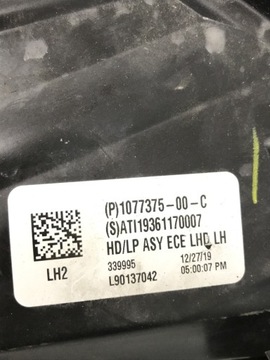 (P)1077375-00-C
(S)ATI19361170007
HD/LP ASY ECE LHD LH
LH2
339995
12/27/19
L90137042
05:00:07 PM